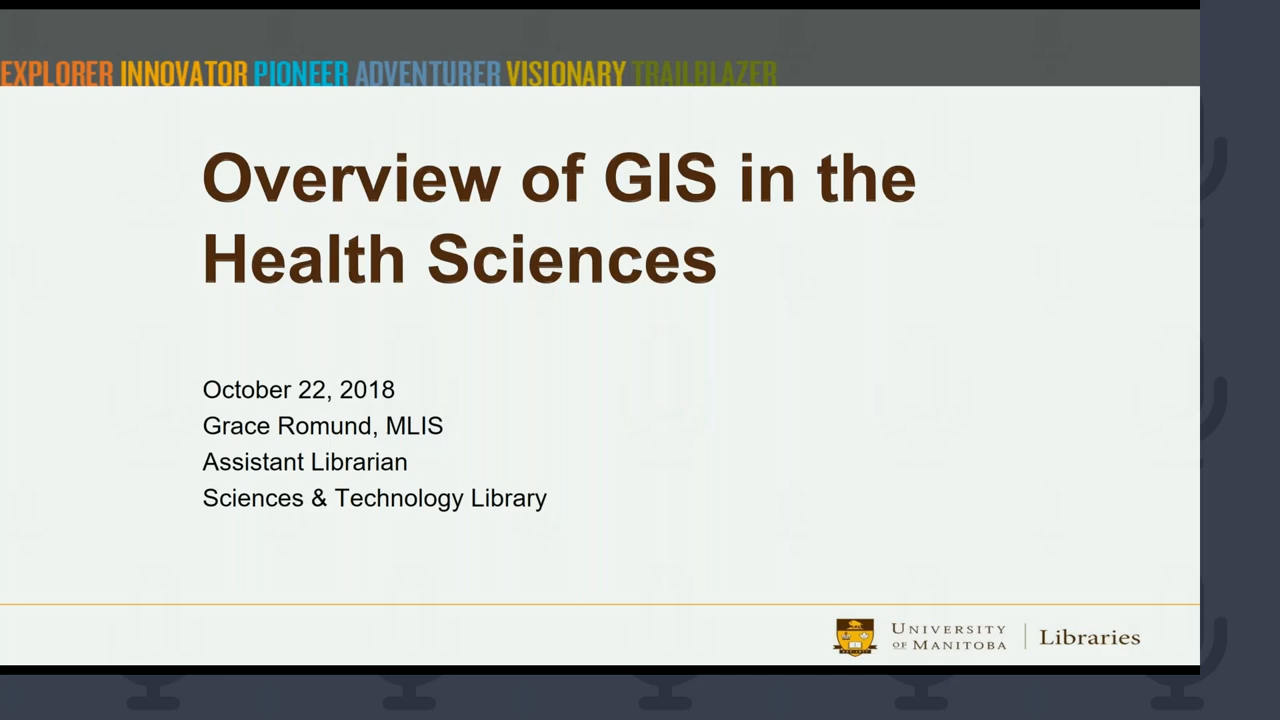 EXPLORER INNOVATOR PIONEER ADVENTURER VISIONARY TRAILBLAZER
Overview of GIS in the
Health Sciences
October 22, 2018
Grace Romund, MLIS
Assistant Librarian
Sciences & Technology Library
UNIVERSITY
OF MANITOBA
Libraries